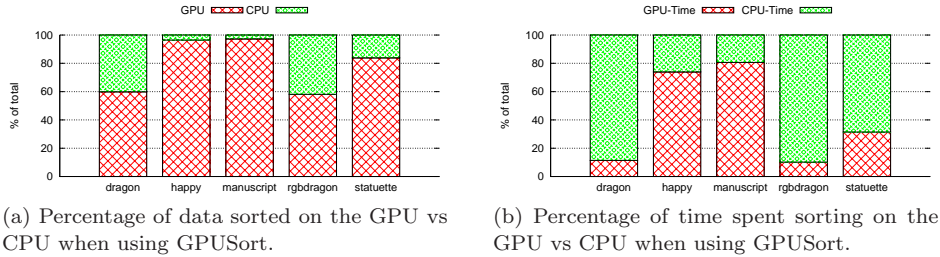 GPU CPU
100
80
60
40
20
0
% of total
dragon happy manuscript rgbdragon statuette
(a) Percentage of data sorted on the GPU vs
CPU when using GPUSort.
GPU-Time CPU-Time
100
80
60
40
20
0
% of total
dragon happy manuscript rgbdragon statuette
(b) Percentage of time spent sorting on the
GPU vs CPU when using GPUSort.